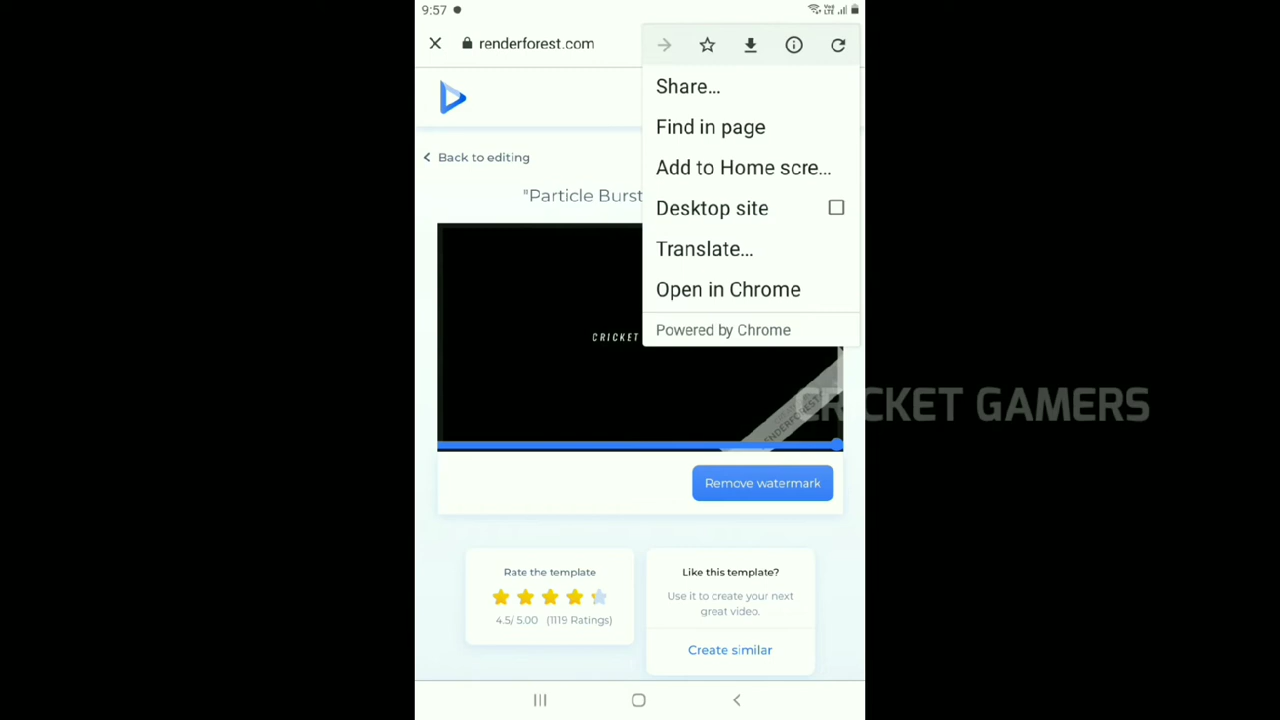 9:57
renderforest.com
Share...
Find in page
Back to editing
Add to Home scre...
"Particle Burst
Desktop site
Translate...
Open in Chrome
Powered by Chrome
CRICKET
RENDERFOREST
CRICKET GAMERS
Remove watermark
Rate the template
4.5/ 5.00 (1119 Ratings)
Like this template?
Use it to create your next
great video.
Create similar